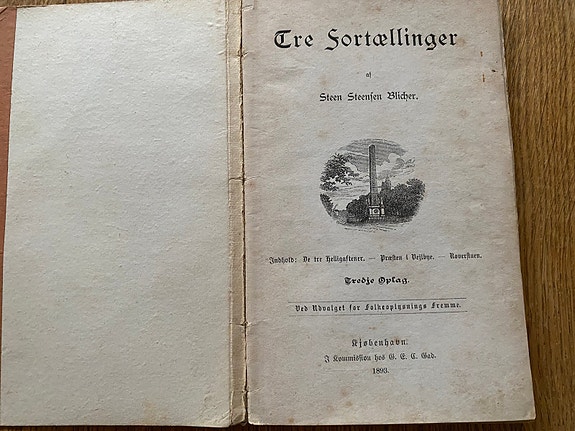 Tre Fortællinger
af
Steen Steensen Blicher.
Indhold: De tre Helligaftener. — Præsten i Vejlbye. — Røverstuen.
Tredje Oplag.
Ved Udvalget for Folkeoplysnings Fremme.
Kjøbenhavn.
I Kommission hos G. E. C. Gad.
1893.